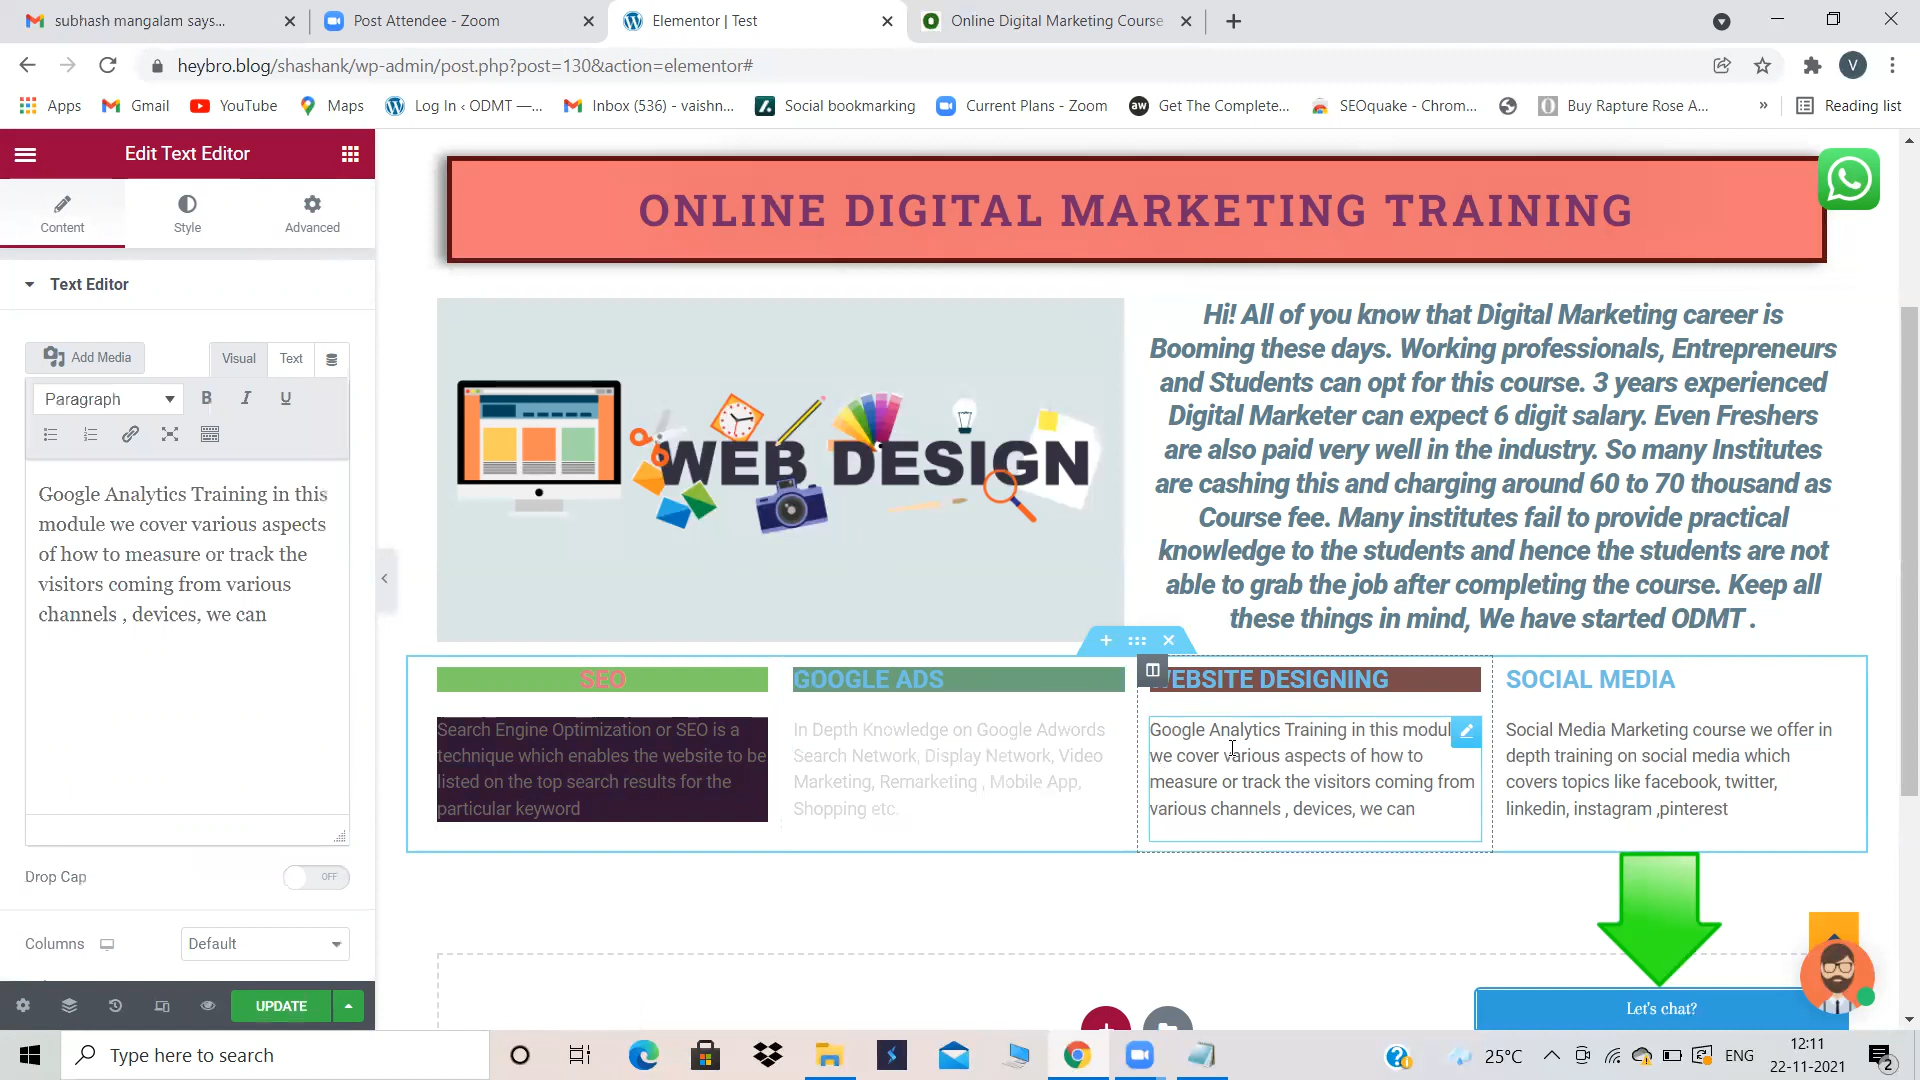 subhash mangalam says...
Post Attendee - Zoom
Elementor | Test
Online Digital Marketing Course
heybro.blog/shashank/wp-admin/post.php?post=130&action=elementor#
V
Apps
Gmail
YouTube
Maps
Log In ‹ ODMT —...
Inbox (536) - vaishn...
Social bookmarking
Current Plans - Zoom
aw
Get The Complete...
SEOquake - Chrom...
Buy Rapture Rose A...
»
Reading list
Edit Text Editor
Content
Style
Advanced
Text Editor
Add Media
Visual
Text
Paragraph
B
I
U
Google Analytics Training in this
module we cover various aspects
of how to measure or track the
visitors coming from various
channels , devices, we can
Drop Cap
OFF
Columns
Default
UPDATE
ONLINE DIGITAL MARKETING TRAINING
WEB DESIGN
Hi! All of you know that Digital Marketing career is
Booming these days. Working professionals, Entrepreneurs
and Students can opt for this course. 3 years experienced
Digital Marketer can expect 6 digit salary. Even Freshers
are also paid very well in the industry. So many Institutes
are cashing this and charging around 60 to 70 thousand as
Course fee. Many institutes fail to provide practical
knowledge to the students and hence the students are not
able to grab the job after completing the course. Keep all
these things in mind, We have started ODMT .
SEO
Search Engine Optimization or SEO is a
technique which enables the website to be
listed on the top search results for the
particular keyword
GOOGLE ADS
In Depth Knowledge on Google Adwords
Search Network, Display Network, Video
Marketing, Remarketing , Mobile App,
Shopping etc.
WEBSITE DESIGNING
Google Analytics Training in this modul
we cover various aspects of how to
measure or track the visitors coming from
various channels , devices, we can
SOCIAL MEDIA
Social Media Marketing course we offer in
depth training on social media which
covers topics like facebook, twitter,
linkedin, instagram ,pinterest
Let's chat?
Type here to search
25°C
ENG
12:11
22-11-2021
2